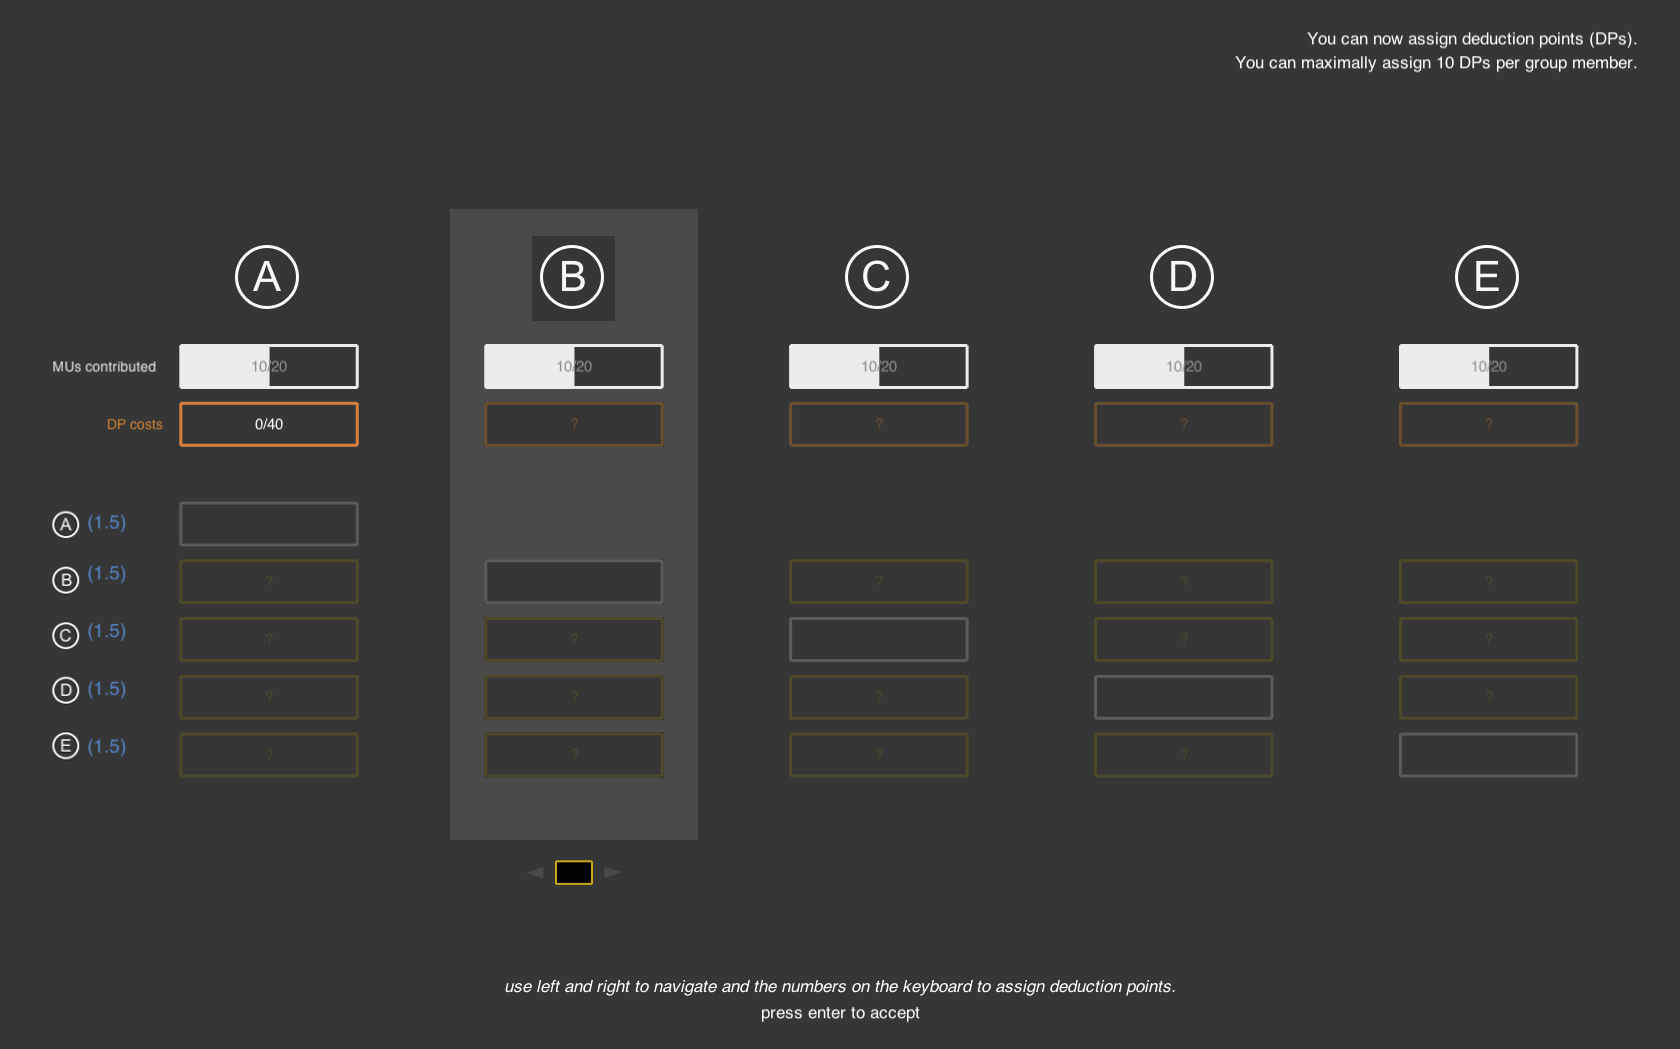 You can now assign deduction points (DPs).
You can maximally assign 10 DPs per group member.
A B C D E
MUs contributed 10/20 10/20 10/20 10/20 10/20
DP costs 0/40 ? ? ? ?
A (1.5)
B (1.5) ? ? ? ?
C (1.5) ? ? ? ?
D (1.5) ? ? ? ?
E (1.5) ? ? ? ?
use left and right to navigate and the numbers on the keyboard to assign deduction points.
press enter to accept